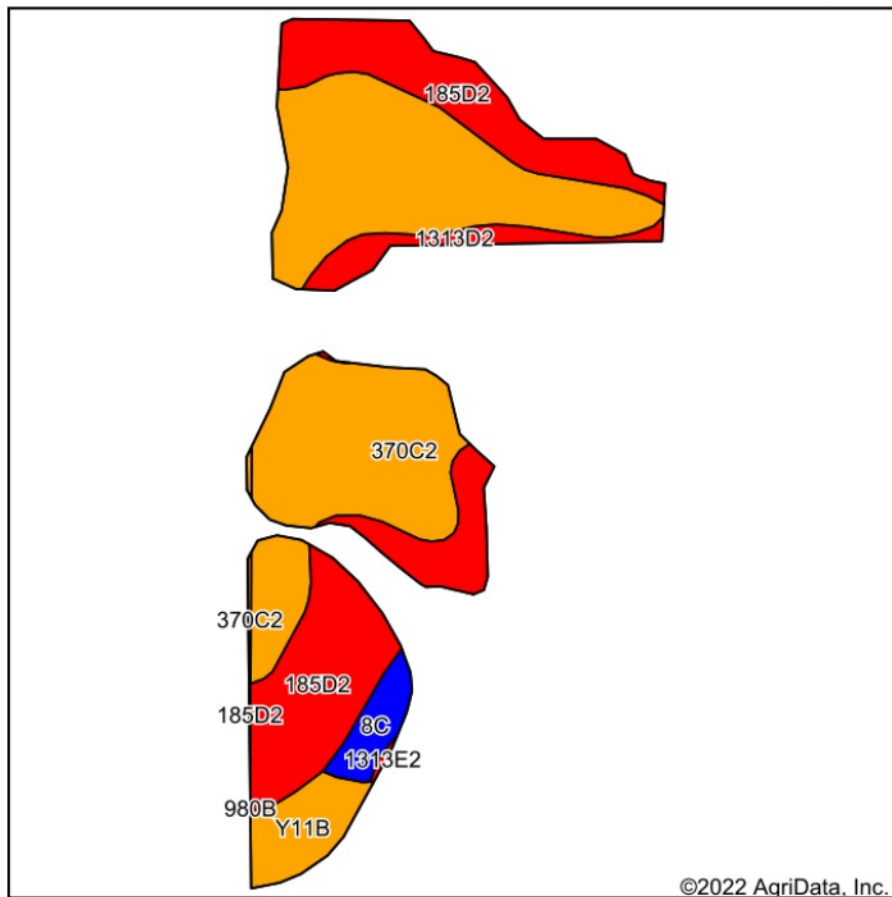 185D2
1313D2
370C2
370C2
185D2
185D2
8C
1313E2
980B
Y11B
©2022 AgriData, Inc.